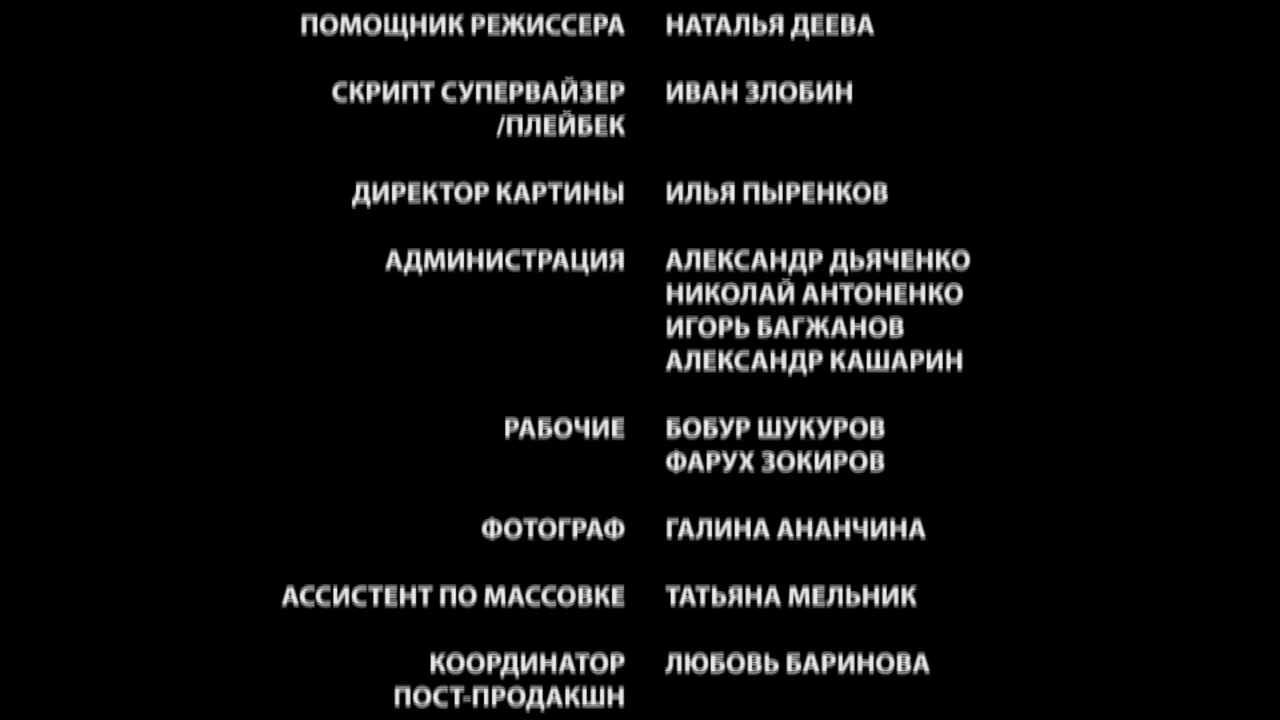 ПОМОЩНИК РЕЖИССЕРА НАТАЛЬЯ ДЕЕВА
СКРИПТ СУПЕРВАЙЗЕР ИВАН ЗЛОБИН
/ПЛЕЙБЕК
ДИРЕКТОР КАРТИНЫ ИЛЬЯ ПЫРЕНКОВ
АДМИНИСТРАЦИЯ АЛЕКСАНДР ДЬЯЧЕНКО
НИКОЛАЙ АНТОНЕНКО
ИГОРЬ БАГЖАНОВ
АЛЕКСАНДР КАШАРИН
РАБОЧИЕ БОБУР ШУКУРОВ
ФАРУХ ЗОКИРОВ
ФОТОГРАФ ГАЛИНА АНАНЧИНА
АССИСТЕНТ ПО МАССОВКЕ ТАТЬЯНА МЕЛЬНИК
КООРДИНАТОР ЛЮБОВЬ БАРИНОВА
ПОСТ-ПРОДАКШН